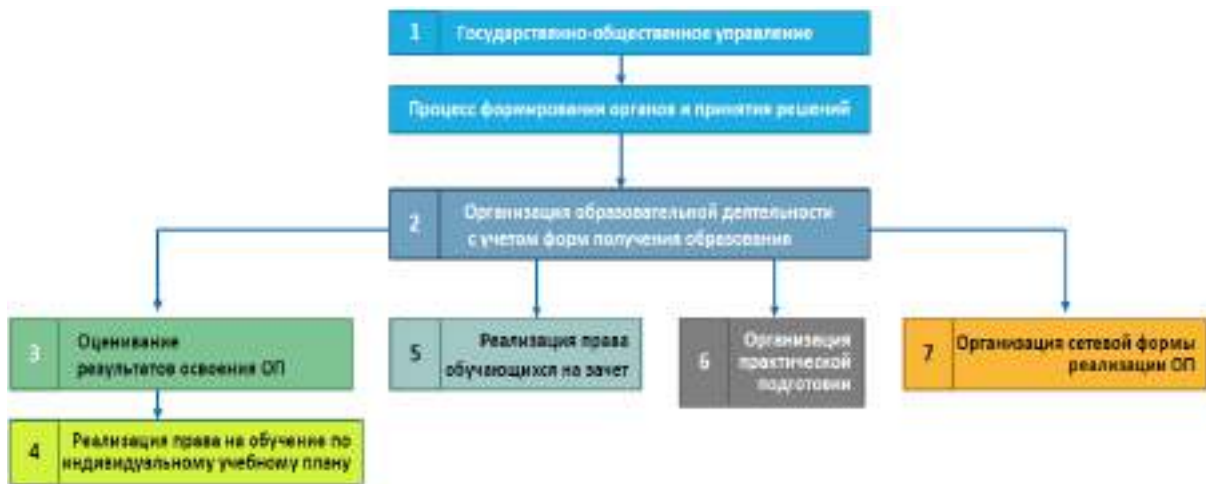 1 Государственно-общественное управление
Процесс формирования органов и принятия решений
2 Организация образовательной деятельности
с учетом форм получения образования
3 Оценивание
результатов освоения ОП
5 Реализация права
обучающихся на зачет
6 Организация
практической
подготовки
7 Организация сетевой формы
реализации ОП
4 Реализация права на обучение по
индивидуальному учебному плану